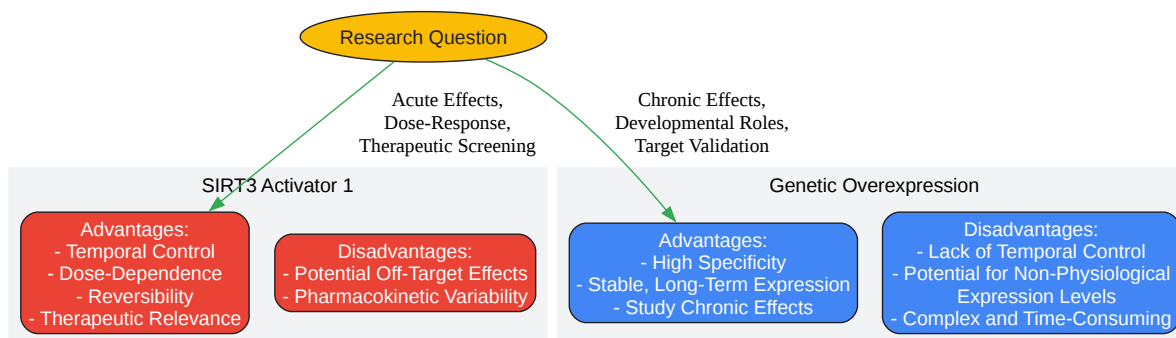 Research Question
Acute Effects,
Dose-Response,
Therapeutic Screening
Chronic Effects,
Developmental Roles,
Target Validation
SIRT3 Activator 1
Advantages:
- Temporal Control
- Dose-Dependence
- Reversibility
- Therapeutic Relevance
Disadvantages:
- Potential Off-Target Effects
- Pharmacokinetic Variability
Genetic Overexpression
Advantages:
- High Specificity
- Stable, Long-Term Expression
- Study Chronic Effects
Disadvantages:
- Lack of Temporal Control
- Potential for Non-Physiological
Expression Levels
- Complex and Time-Consuming